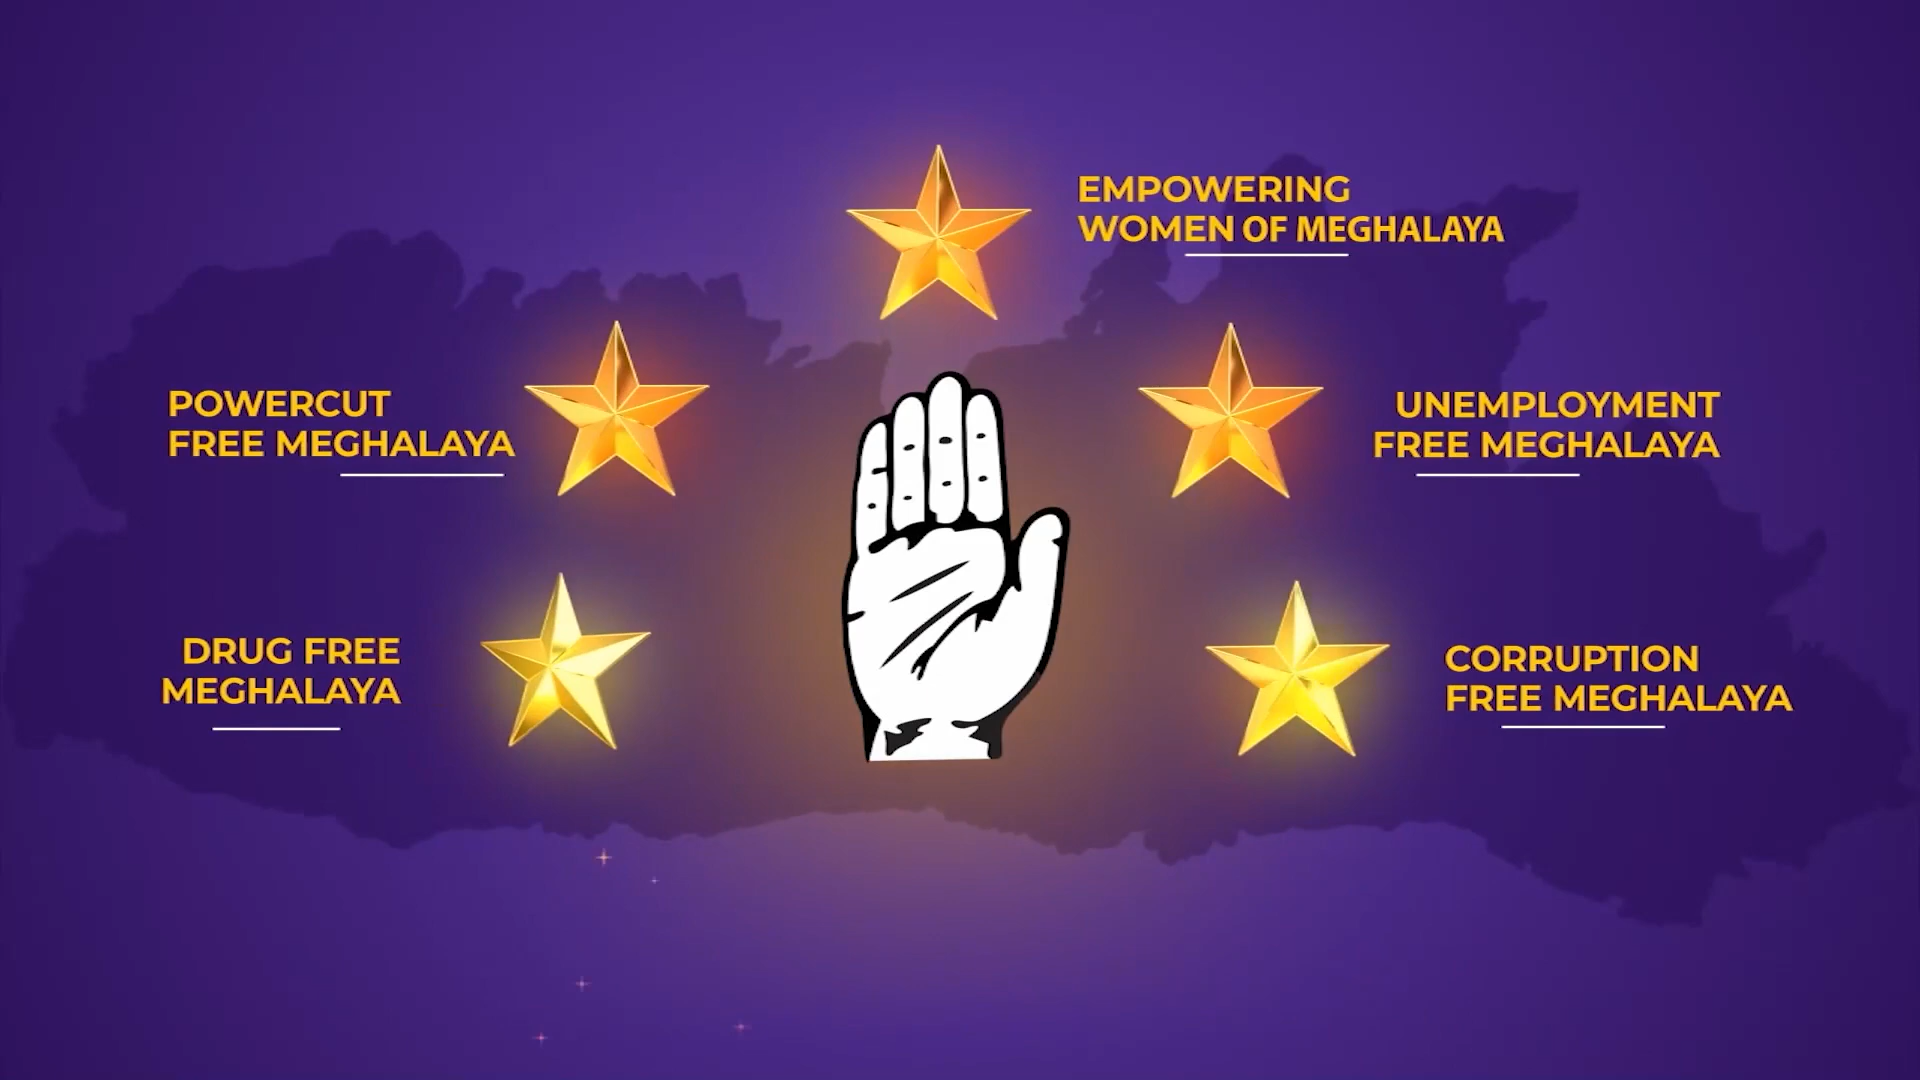 EMPOWERING
WOMEN OF MEGHALAYA
POWERCUT
FREE MEGHALAYA
UNEMPLOYMENT
FREE MEGHALAYA
DRUG FREE
MEGHALAYA
CORRUPTION
FREE MEGHALAYA